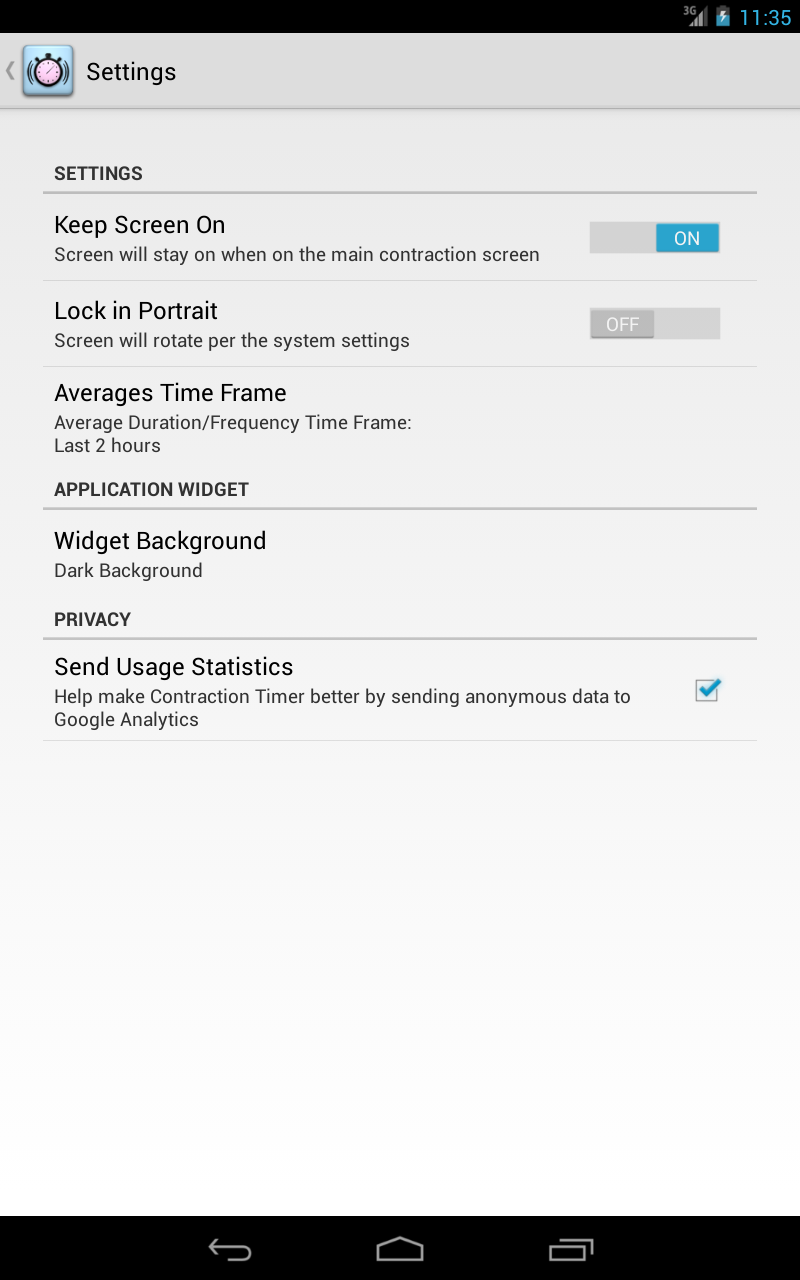 3G 11:35
Settings
SETTINGS
Keep Screen On
Screen will stay on when on the main contraction screen
ON
Lock in Portrait
Screen will rotate per the system settings
OFF
Averages Time Frame
Average Duration/Frequency Time Frame:
Last 2 hours
APPLICATION WIDGET
Widget Background
Dark Background
PRIVACY
Send Usage Statistics
Help make Contraction Timer better by sending anonymous data to
Google Analytics